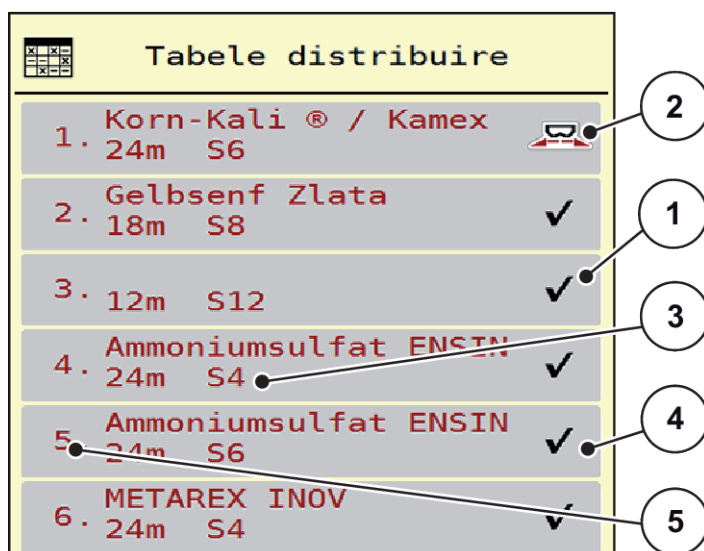 Tabele distribuire
1. Korn-Kali ® / Kamex
24m S6
2. Gelbsenf Zlata
18m S8
3.
12m S12
4. Ammoniumsulfat ENSIN
24m S4
5. Ammoniumsulfat ENSIN
24m S6
6. METAREX INOV
24m S4
2
1
3
4
5